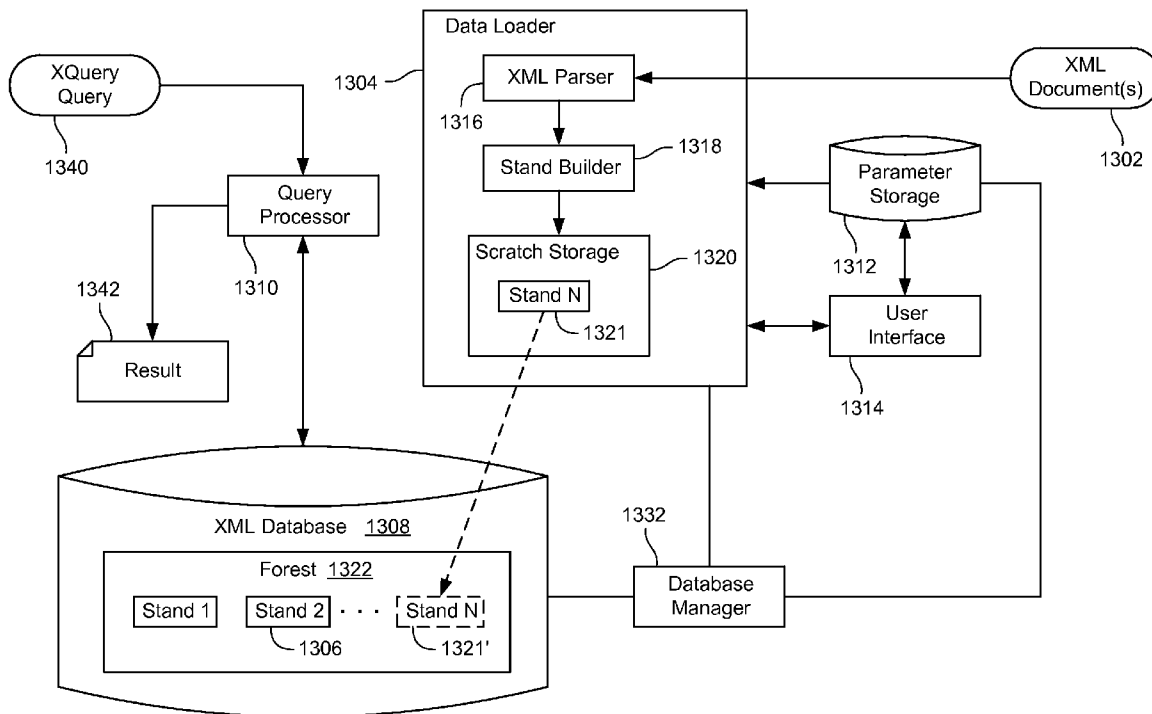 Data Loader
XQuery
Query
1340
1304
XML Parser
1316
XML
Document(s)
1302
Stand Builder
1318
Parameter
Storage
1312
Query
Processor
1310
Scratch Storage
1320
Stand N
1321
User
Interface
1314
1342
Result
XML Database 1308
Forest 1322
Stand 1
Stand 2
. . .
Stand N
1306
1321'
1332
Database
Manager